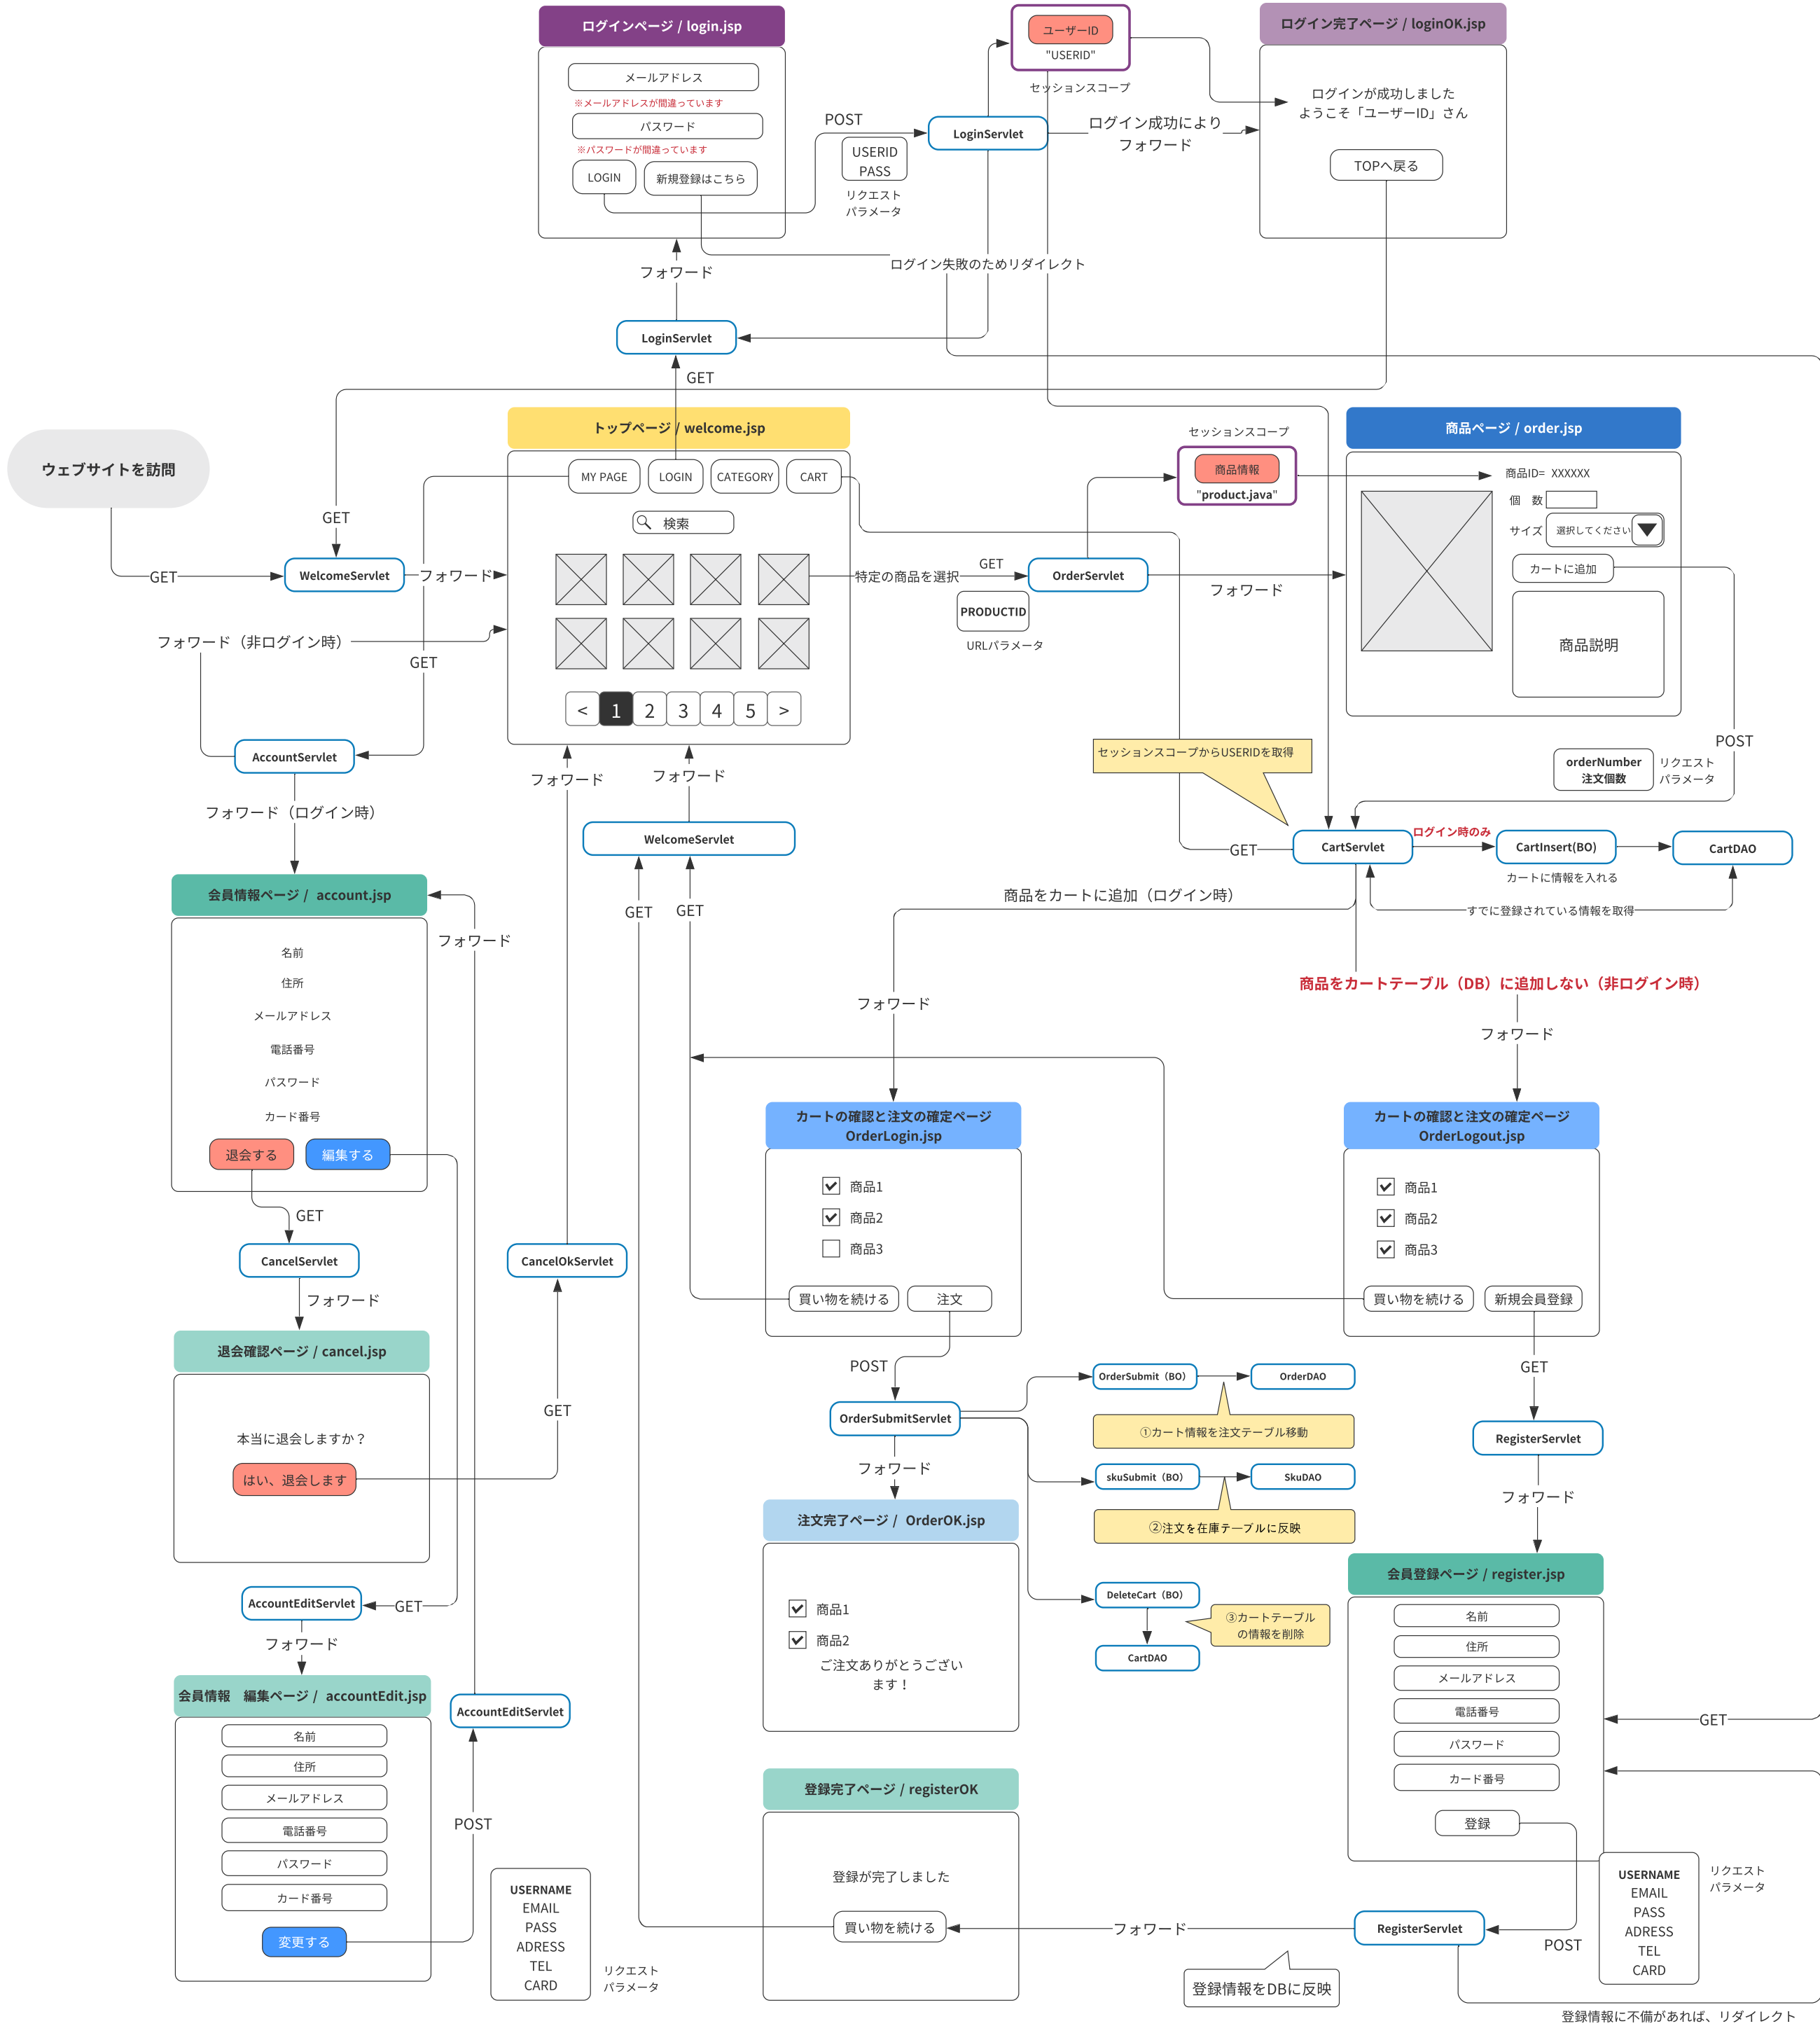 ログインページ / login.jsp
メールアドレス
※メールアドレスが間違っています
パスワード
※パスワードが間違っています
LOGIN
新規登録はこちら
POST
USERID
PASS
リクエスト
パラメータ
ユーザーID
"USERID"
セッションスコープ
LoginServlet
ログイン成功により
フォワード
ログイン完了ページ / loginOK.jsp
ログインが成功しました
ようこそ「ユーザーID」さん
TOPへ戻る
フォワード
ログイン失敗のためリダイレクト
LoginServlet
GET
ウェブサイトを訪問
GET
GET
WelcomeServlet
フォワード
フォワード（非ログイン時）
GET
トップページ / welcome.jsp
MY PAGE
LOGIN
CATEGORY
CART
検索
<
1
2
3
4
5
>
特定の商品を選択
GET
PRODUCTID
URLパラメータ
OrderServlet
セッションスコープ
商品情報
"product.java"
フォワード
商品ページ / order.jsp
商品ID= XXXXXX
個　数
サイズ
選択してください
カートに追加
商品説明
POST
orderNumber
注文個数
リクエスト
パラメータ
AccountServlet
フォワード（ログイン時）
フォワード
フォワード
WelcomeServlet
GET
GET
セッションスコープからUSERIDを取得
GET
CartServlet
ログイン時のみ
CartInsert(BO)
カートに情報を入れる
CartDAO
すでに登録されている情報を取得
商品をカートに追加（ログイン時）
フォワード
商品をカートテーブル（DB）に追加しない（非ログイン時）
フォワード
会員情報ページ / account.jsp
名前
住所
メールアドレス
電話番号
パスワード
カード番号
退会する
編集する
フォワード
GET
CancelServlet
フォワード
CancelOkServlet
GET
退会確認ページ / cancel.jsp
本当に退会しますか？
はい、退会します
AccountEditServlet
GET
フォワード
会員情報　編集ページ / accountEdit.jsp
名前
住所
メールアドレス
電話番号
パスワード
カード番号
変更する
AccountEditServlet
POST
USERNAME
EMAIL
PASS
ADRESS
TEL
CARD
リクエスト
パラメータ
カートの確認と注文の確定ページ
OrderLogin.jsp
商品1
商品2
商品3
買い物を続ける
注文
POST
OrderSubmitServlet
フォワード
OrderSubmit（BO）
OrderDAO
①カート情報を注文テーブル移動
skuSubmit（BO）
SkuDAO
②注文を在庫テーブルに反映
DeleteCart（BO）
③カートテーブル
の情報を削除
CartDAO
注文完了ページ / OrderOK.jsp
商品1
商品2
ご注文ありがとうござい
ます！
カートの確認と注文の確定ページ
OrderLogout.jsp
商品1
商品2
商品3
買い物を続ける
新規会員登録
GET
RegisterServlet
フォワード
会員登録ページ / register.jsp
名前
住所
メールアドレス
電話番号
パスワード
カード番号
登録
GET
USERNAME
EMAIL
PASS
ADRESS
TEL
CARD
リクエスト
パラメータ
POST
RegisterServlet
フォワード
登録情報をDBに反映
登録情報に不備があれば、リダイレクト
登録完了ページ / registerOK
登録が完了しました
買い物を続ける